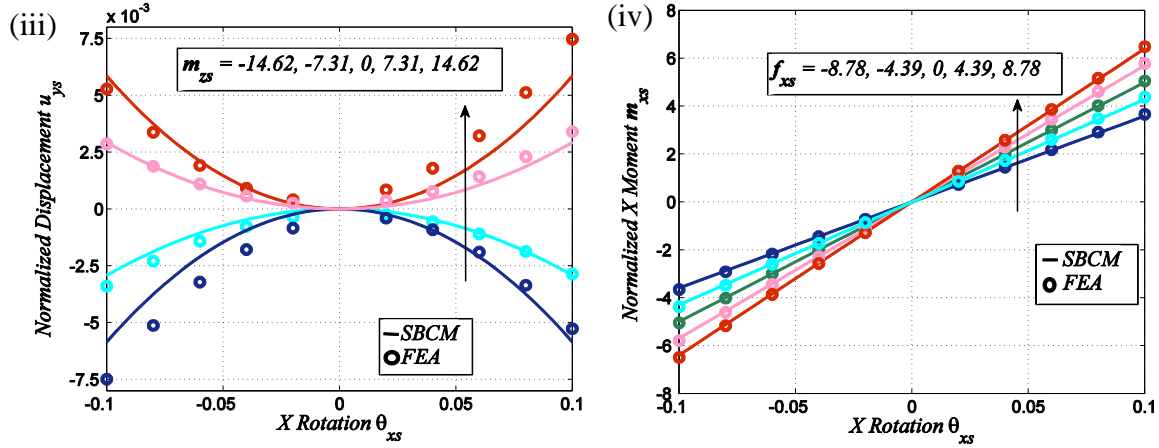 (iii)
x 10⁻³
7.5
5
2.5
0
-2.5
-5
-7.5
Normalized Displacement u_ys
m_zs = -14.62, -7.31, 0, 7.31, 14.62
SBCM
FEA
-0.1 -0.05 0 0.05 0.1
X Rotation θ_xs
(iv)
8
6
4
2
0
-2
-4
-6
-8
Normalized X Moment m_xs
f_xs = -8.78, -4.39, 0, 4.39, 8.78
SBCM
FEA
-0.1 -0.05 0 0.05 0.1
X Rotation θ_xs